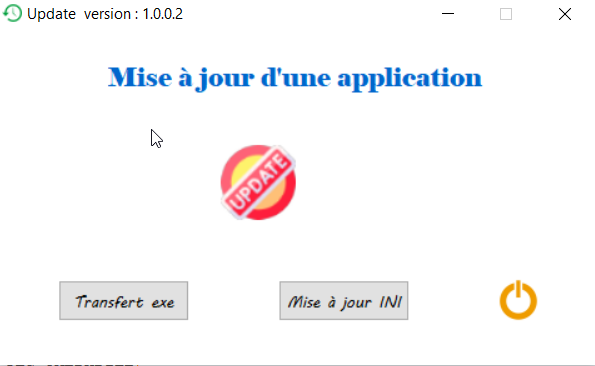 Update version : 1.0.0.2
Mise à jour d'une application
UPDATE
Transfert exe
Mise à jour INI